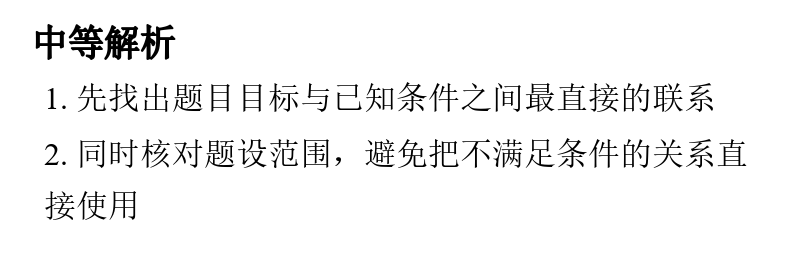 中等解析
1. 先找出题目目标与已知条件之间最直接的联系
2. 同时核对题设范围，避免把不满足条件的关系直
接使用